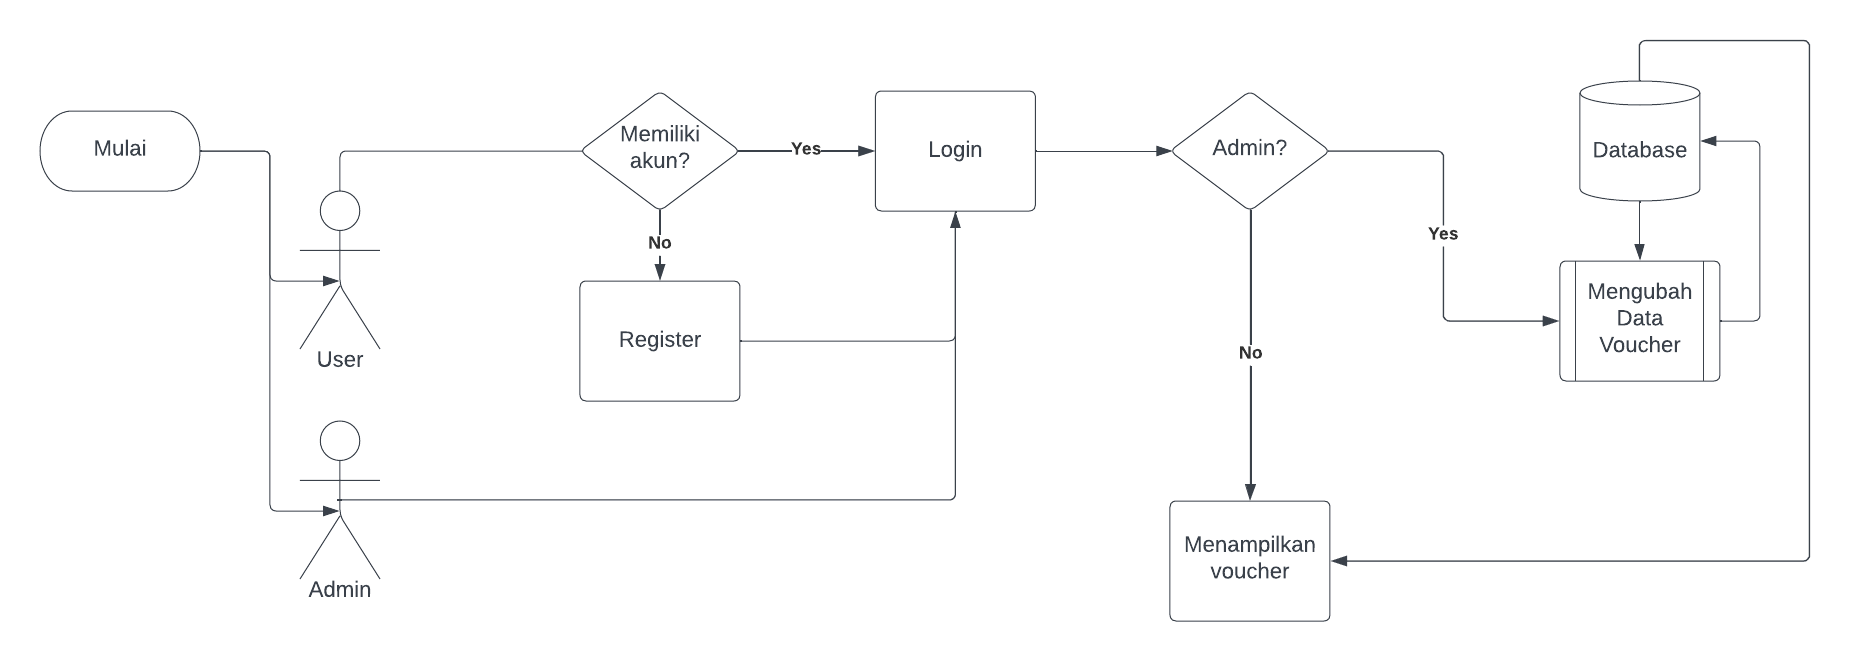 Mulai
User
Admin
Memiliki
akun?
Yes
No
Register
Login
Admin?
Yes
No
Database
Mengubah
Data
Voucher
Menampilkan
voucher